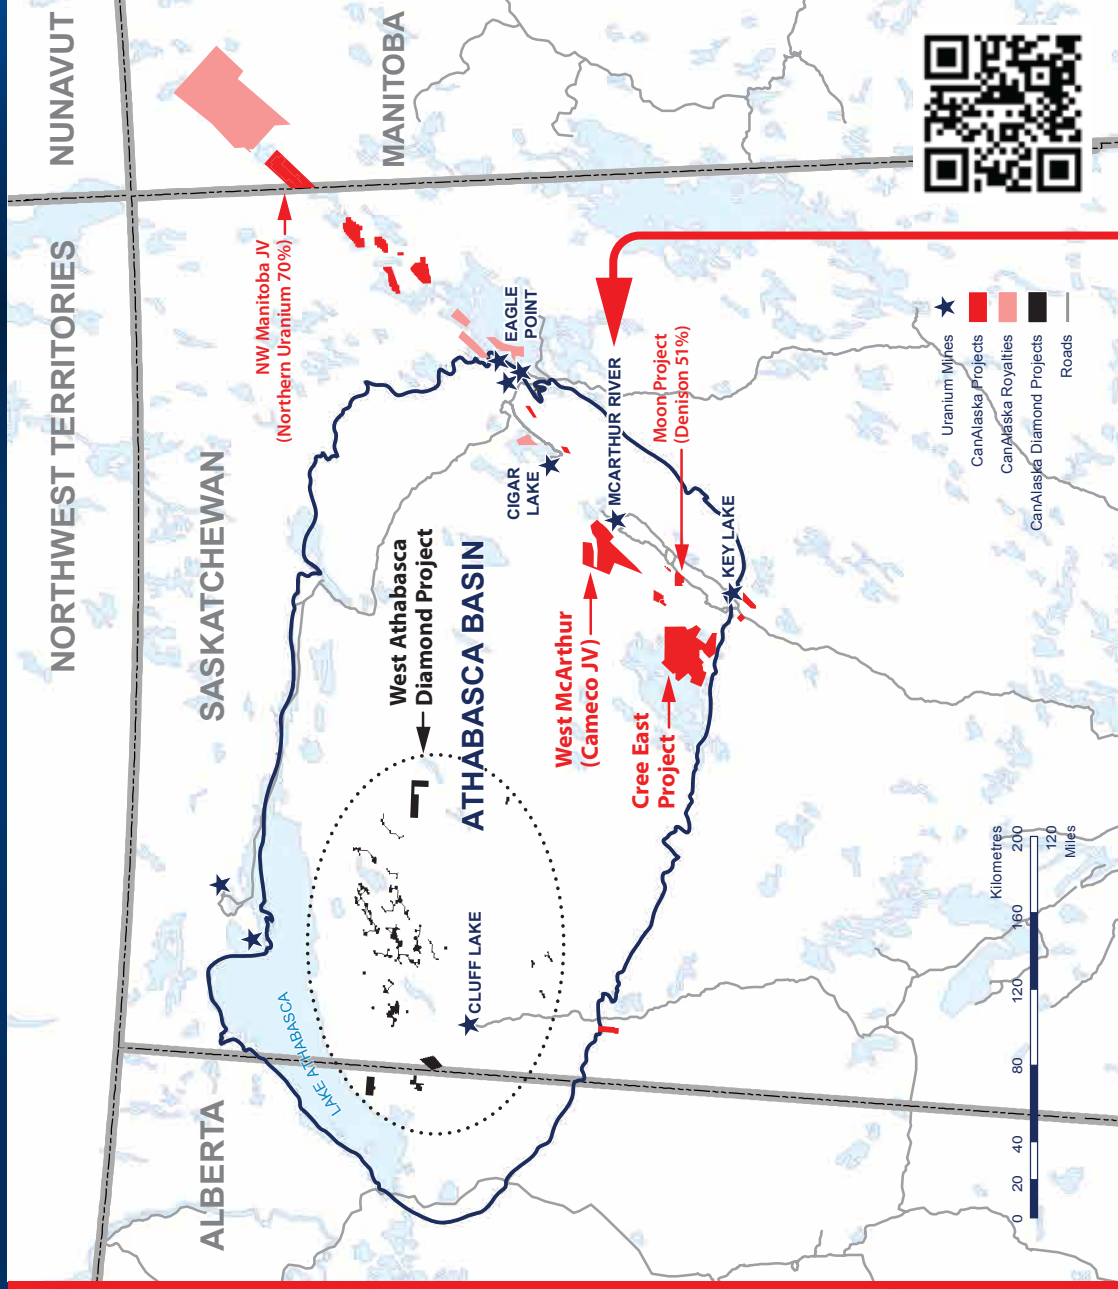 NORTHWEST TERRITORIES
NUNAVUT
ALBERTA
SASKATCHEWAN
MANITOBA
NW Manitoba JV
(Northern Uranium 70%)
LAKE ATHABASCA
West Athabasca
Diamond Project
ATHABASCA BASIN
CLUFF LAKE
CIGAR
LAKE
EAGLE
POINT
West McArthur
(Cameco JV)
MCARTHUR RIVER
Cree East
Project
Moon Project
(Denison 51%)
KEY LAKE
Uranium Mines
CanAlaska Projects
CanAlaska Royalties
CanAlaska Diamond Projects
Roads
Kilometres
0 20 40 80 120 160 200
120
Miles